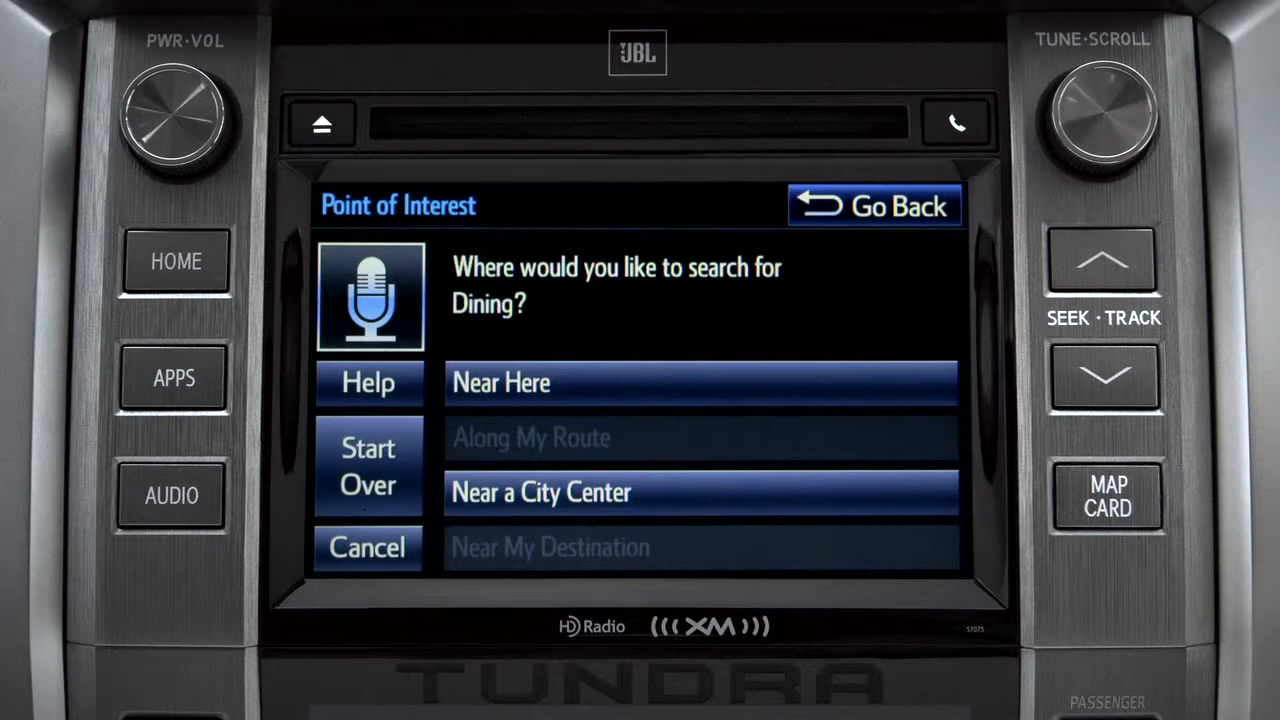 PWR·VOL
JBL
TUNE·SCROLL
Point of Interest
Go Back
HOME
Where would you like to search for
Dining?
SEEK · TRACK
APPS
Help
Near Here
Start
Over
Along My Route
AUDIO
Near a City Center
MAP
CARD
Cancel
Near My Destination
HD Radio
XM
57075
TUNDRA
PASSENGER